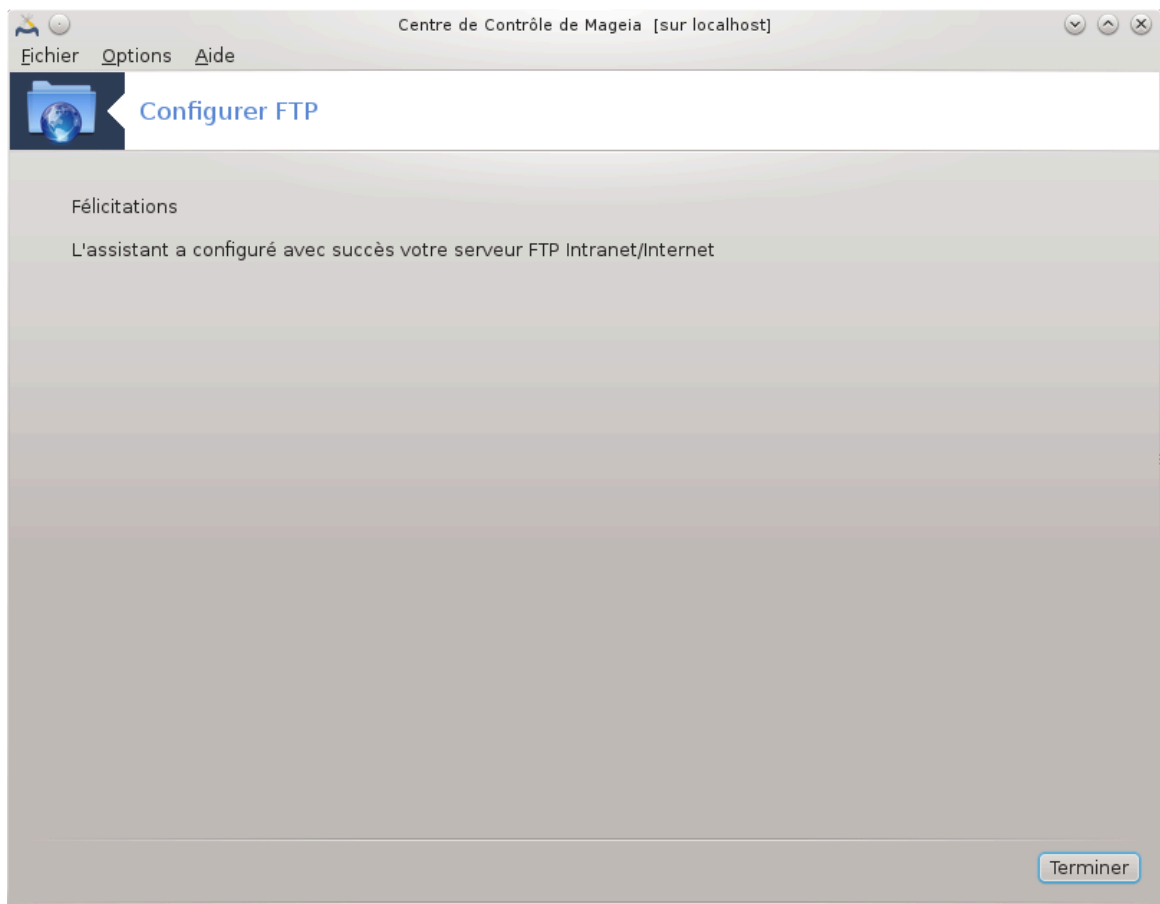 Centre de Contrôle de Mageia [sur localhost]
Fichier Options Aide
Configurer FTP
Félicitations
L'assistant a configuré avec succès votre serveur FTP Intranet/Internet
Terminer